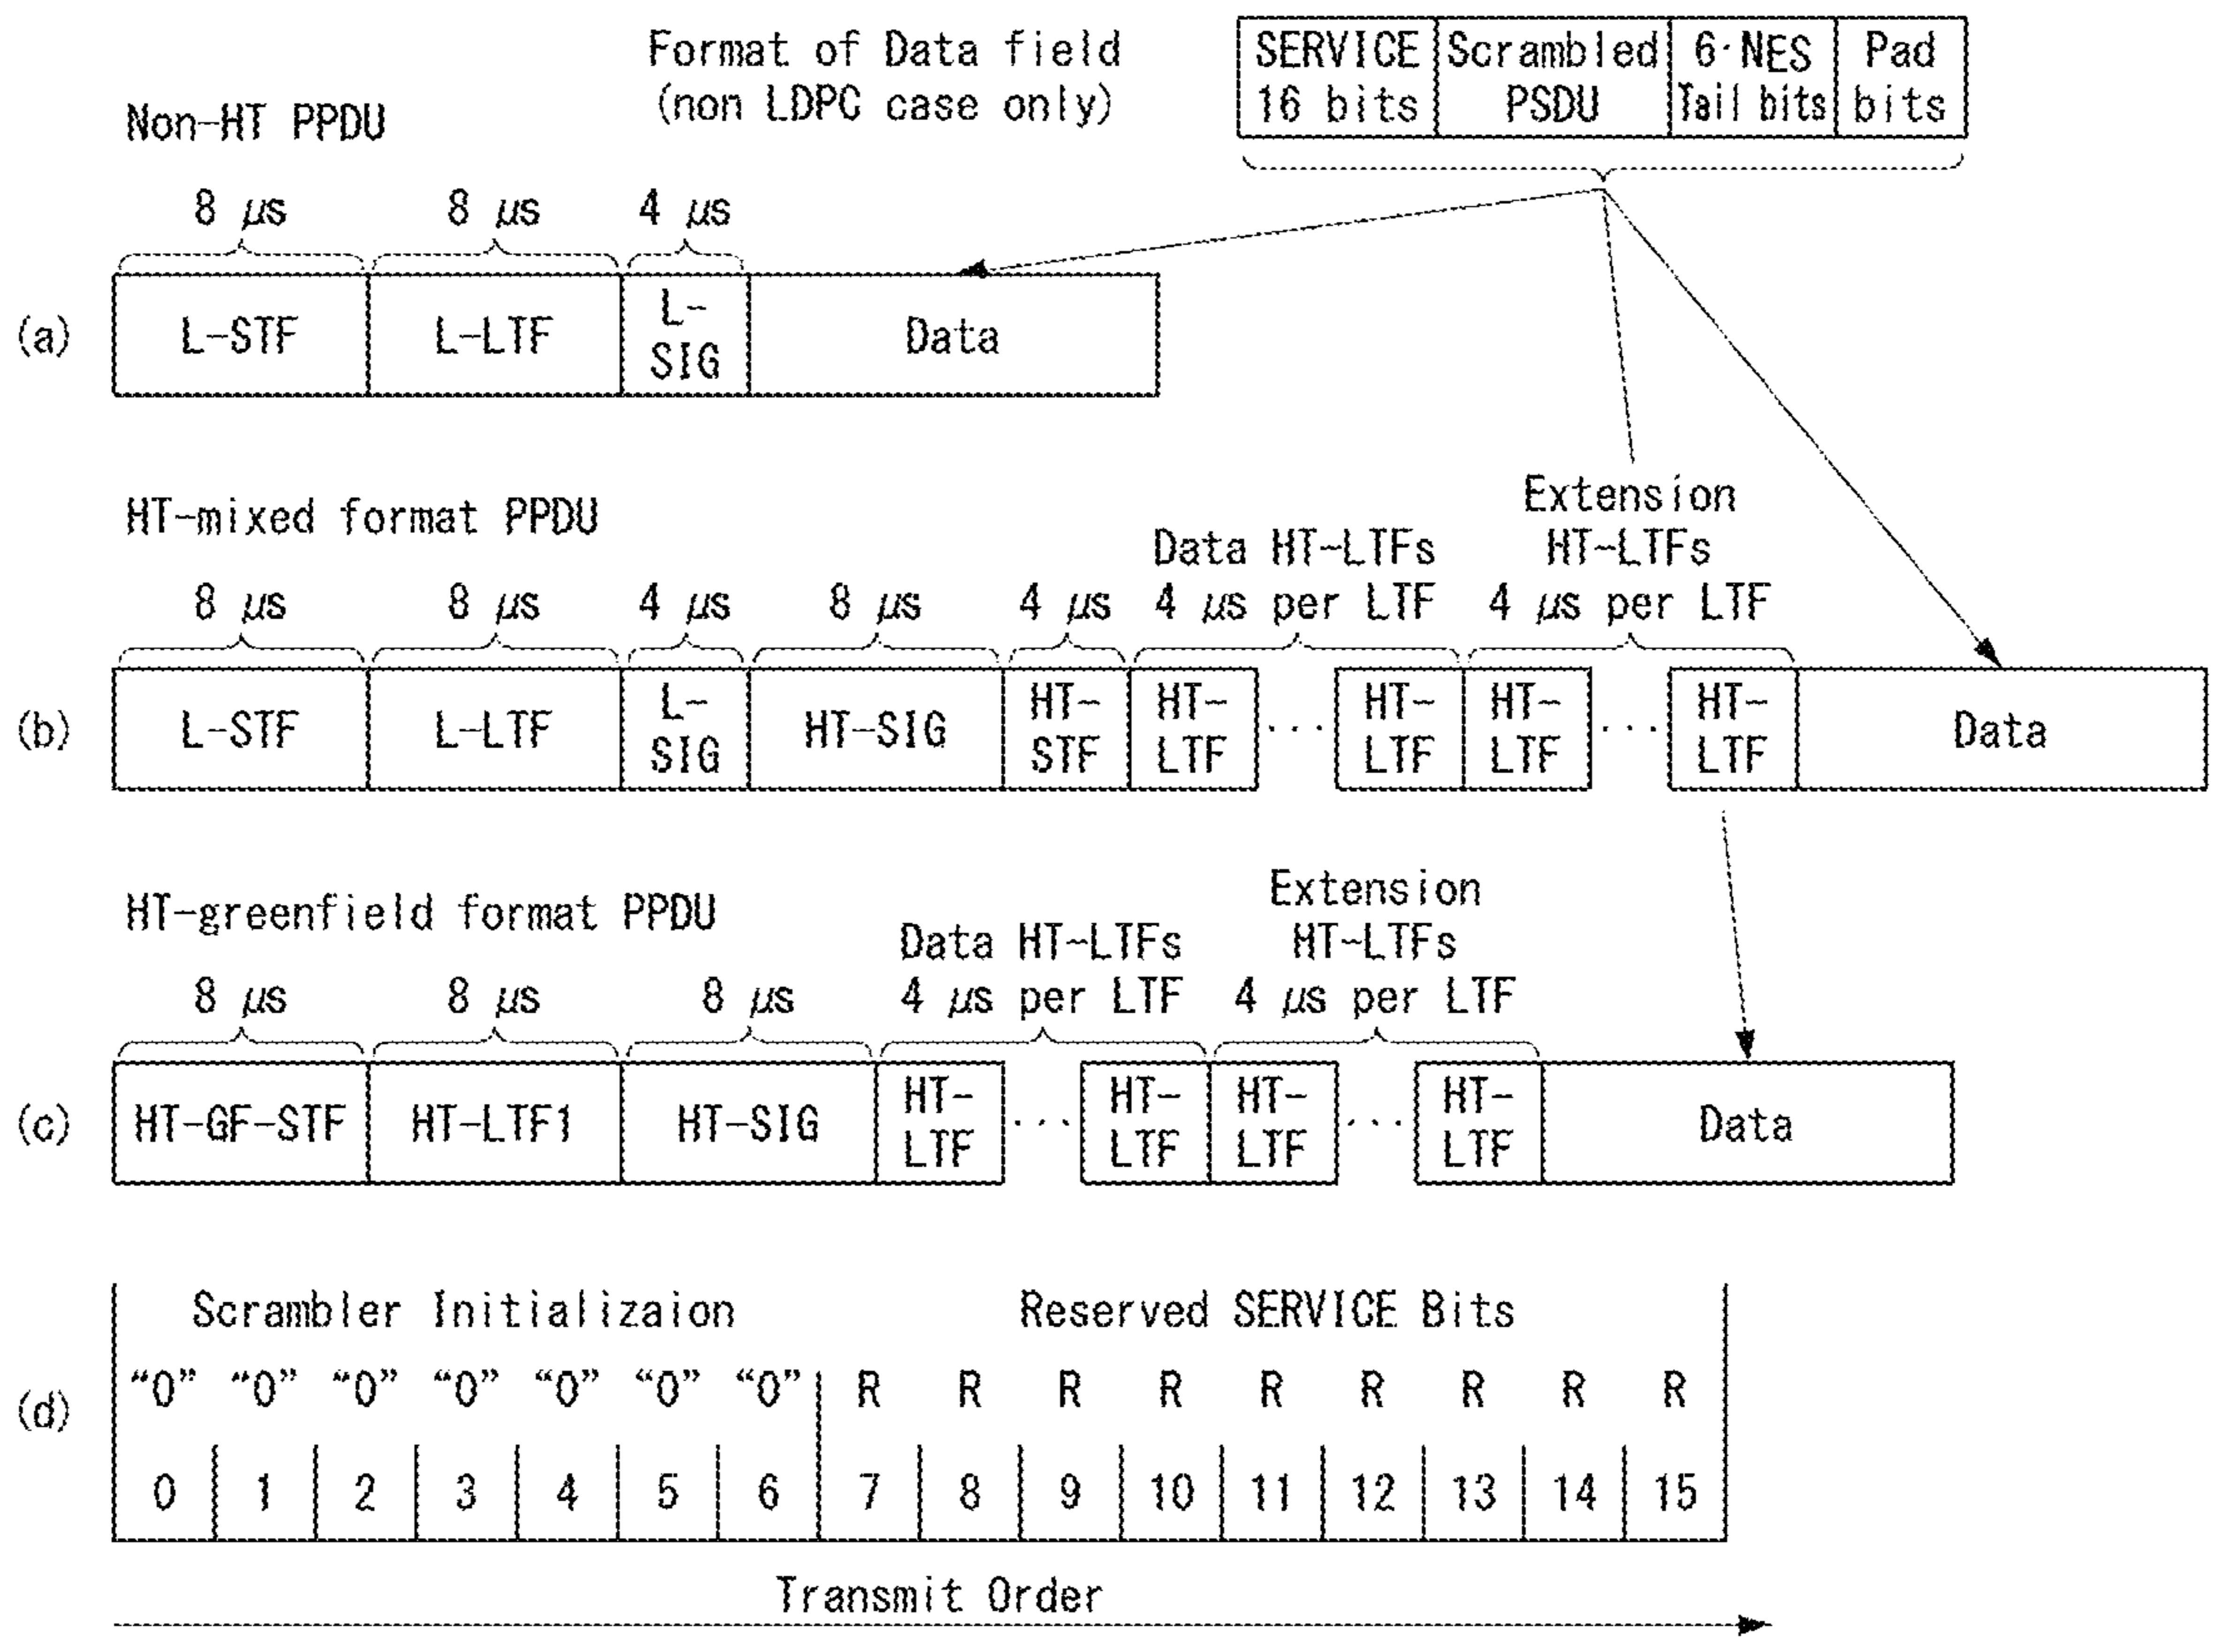 Format of Data field
(non LDPC case only)
SERVICE
16 bits
Scrambled
PSDU
6·NES
Tail bits
Pad
bits
Non-HT PPDU
8 μs
8 μs
4 μs
(a)
L-STF
L-LTF
L-
SIG
Data
HT-mixed format PPDU
Data HT-LTFs
Extension
HT-LTFs
8 μs
8 μs
4 μs
8 μs
4 μs
4 μs per LTF
4 μs per LTF
(b)
L-STF
L-LTF
L-
SIG
HT-SIG
HT-
STF
HT-
LTF
...
HT-
LTF
HT-
LTF
...
HT-
LTF
Data
HT-greenfield format PPDU
Data HT-LTFs
Extension
HT-LTFs
8 μs
8 μs
8 μs
4 μs per LTF
4 μs per LTF
(c)
HT-GF-STF
HT-LTF1
HT-SIG
HT-
LTF
...
HT-
LTF
HT-
LTF
...
HT-
LTF
Data
(d)
Scrambler Initializaion
Reserved SERVICE Bits
“0” “0” “0” “0” “0” “0” “0” R R R R R R R R R
0 1 2 3 4 5 6 7 8 9 10 11 12 13 14 15
Transmit Order